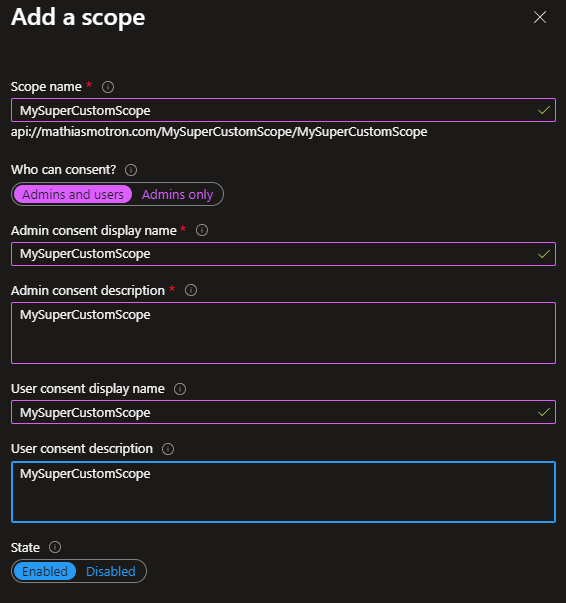 Add a scope
Scope name *
MySuperCustomScope
api://mathiasmotron.com/MySuperCustomScope/MySuperCustomScope
Who can consent?
Admins and users Admins only
Admin consent display name *
MySuperCustomScope
Admin consent description *
MySuperCustomScope
User consent display name
MySuperCustomScope
User consent description
MySuperCustomScope
State
Enabled Disabled